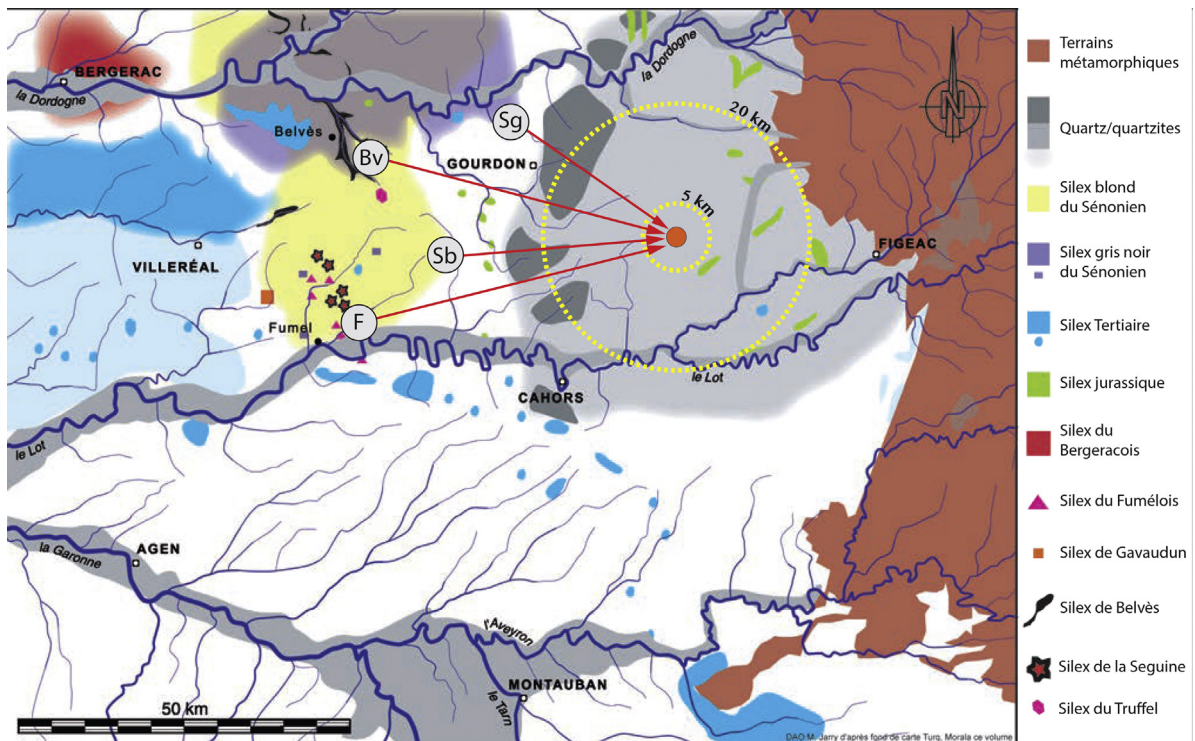 BERGERAC
la Dordogne
la Dordogne
Belvès
Bv
Sg
GOURDON
20 km
5 km
N
VILLERÉAL
Sb
FIGEAC
Fumel
F
le Lot
CAHORS
le Lot
la Garonne
AGEN
l'Aveyron
MONTAUBAN
le Tarn
50 km
DAO M. Jarry d'après fond de carte Turq, Morala ce volume
Terrains
métamorphiques
Quartz/quartzites
Silex blond
du Sénonien
Silex gris noir
du Sénonien
Silex Tertiaire
Silex jurassique
Silex du
Bergeracois
Silex du Fumélois
Silex de Gavaudun
Silex de Belvès
Silex de la Seguine
Silex du Truffel